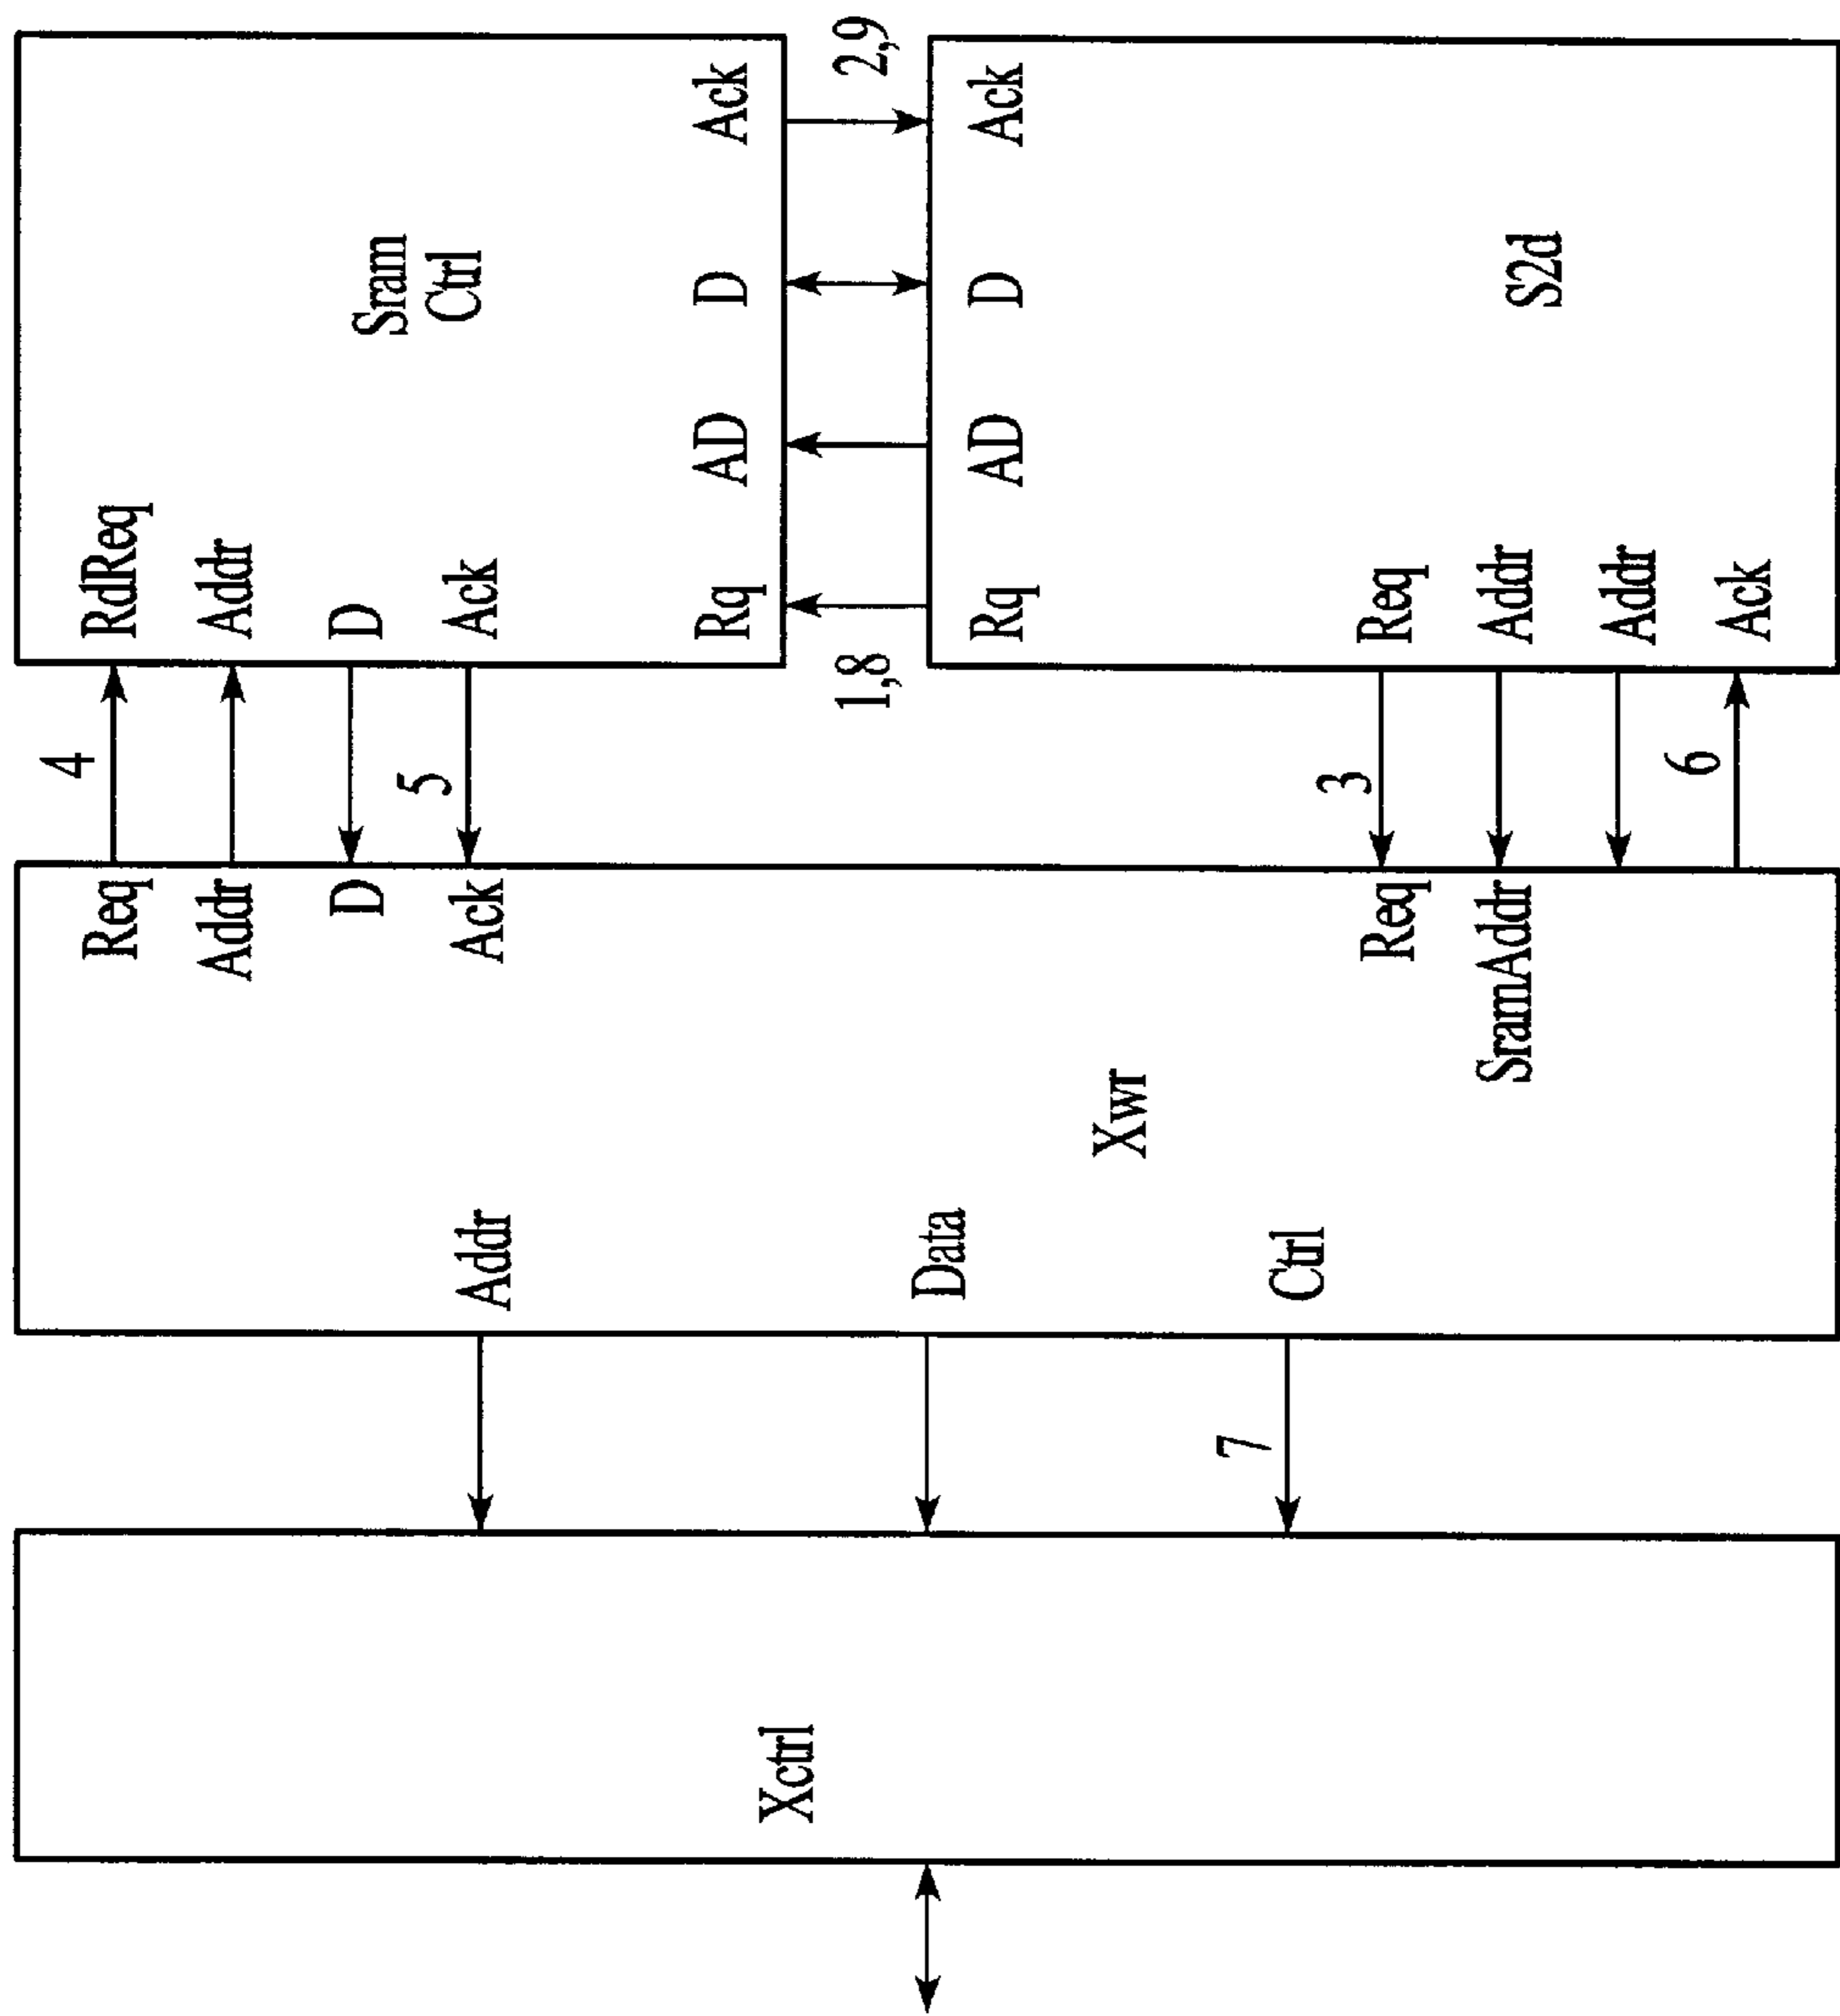 4
Req
RdReq
Addr
Addr
D
D
Sram
Ctrl
5
Addr
Ack
Ack
Rq
AD
D
Ack
Xctrl
1,8
2,9
Data
Rq
AD
D
Ack
Xwr
7
Ctrl
3
Req
Req
SramAddr
Addr
S2d
Addr
6
Ack